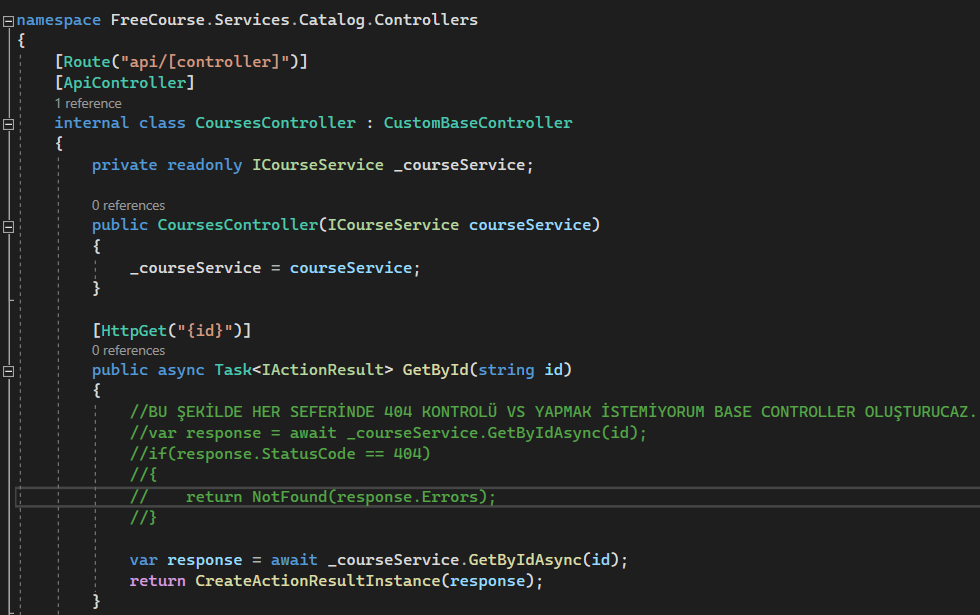 namespace FreeCourse.Services.Catalog.Controllers
{
[Route("api/[controller]")]
[ApiController]
1 reference
internal class CoursesController : CustomBaseController
{
private readonly ICourseService _courseService;
0 references
public CoursesController(ICourseService courseService)
{
_courseService = courseService;
}
[HttpGet("{id}")]
0 references
public async Task<IActionResult> GetById(string id)
{
//BU ŞEKİLDE HER SEFERİNDE 404 KONTROLÜ VS YAPMAK İSTEMİYORUM BASE CONTROLLER OLUŞTURUCAZ.
//var response = await _courseService.GetByIdAsync(id);
//if(response.StatusCode == 404)
//{
//    return NotFound(response.Errors);
//}
var response = await _courseService.GetByIdAsync(id);
return CreateActionResultInstance(response);
}